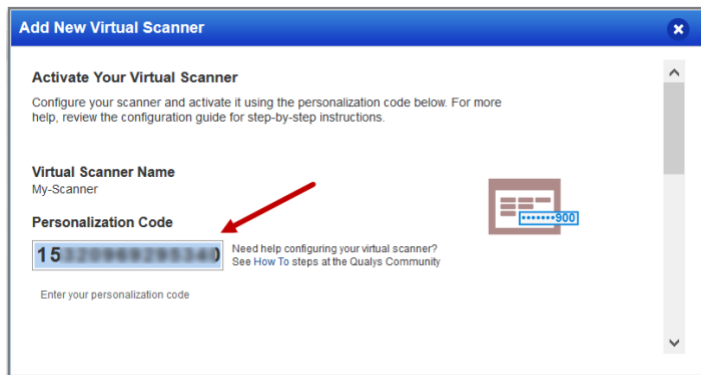 Add New Virtual Scanner
Activate Your Virtual Scanner
Configure your scanner and activate it using the personalization code below. For more
help, review the configuration guide for step-by-step instructions.
Virtual Scanner Name
My-Scanner
•••••••900
Personalization Code
Need help configuring your virtual scanner?
See How To steps at the Qualys Community
Enter your personalization code